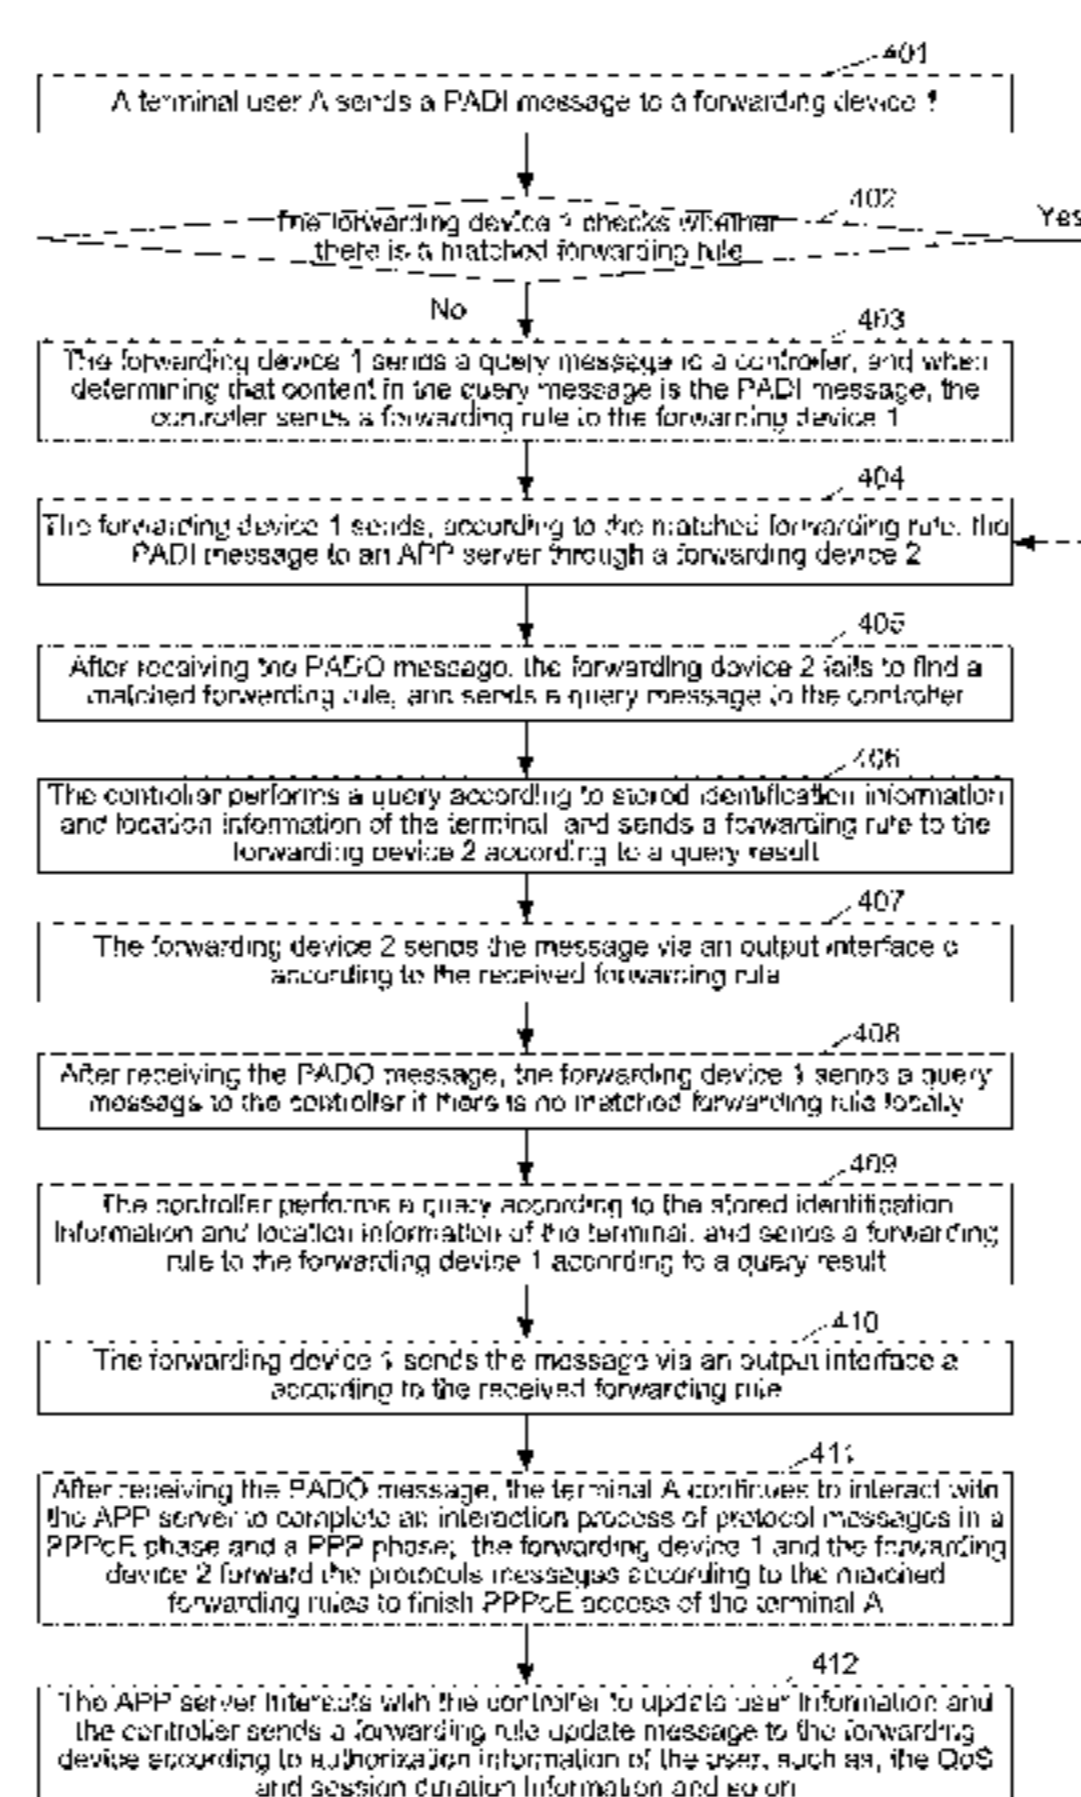 401
A terminal user A sends a PADI message to a forwarding device 1
402
The forwarding device 1 checks whether
there is a matched forwarding rule
Yes
No
403
The forwarding device 1 sends a query message to a controller, and when
determining that content in the query message is the PADI message, the
controller sends a forwarding rule to the forwarding device 1
404
The forwarding device 1 sends, according to the matched forwarding rule, the
PADI message to an APP server through a forwarding device 2
405
After receiving the PADO message, the forwarding device 2 fails to find a
matched forwarding rule, and sends a query message to the controller
406
The controller performs a query according to stored identification information
and location information of the terminal and sends a forwarding rule to the
forwarding device 2 according to a query result
407
The forwarding device 2 sends the message via an output interface c
according to the received forwarding rule
408
After receiving the PADO message, the forwarding device 1 sends a query
message to the controller if there is no matched forwarding rule locally
409
The controller performs a query according to the stored identification
information and location information of the terminal, and sends a forwarding
rule to the forwarding device 1 according to a query result
410
The forwarding device 1 sends the message via an output interface a
according to the received forwarding rule
411
After receiving the PADO message, the terminal A continues to interact with
the APP server to complete an interaction process of protocol messages in a
PPPoE phase and a PPP phase; the forwarding device 1 and the forwarding
device 2 forward the protocols messages according to the matched
forwarding rules to finish PPPoE access of the terminal A
412
The APP server interacts with the controller to update user information and
the controller sends a forwarding rule update message to the forwarding
device according to authorization information of the user, such as, the QoS
and session duration information and so on